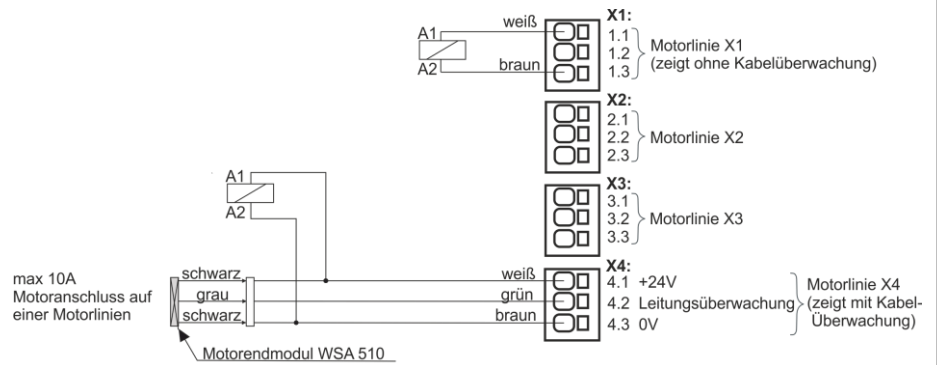 weiß
X1:
A1
1.1
1.2
Motorlinie X1
A2
braun
1.3
(zeigt ohne Kabelüberwachung)
X2:
2.1
2.2
Motorlinie X2
2.3
A1
X3:
3.1
A2
3.2
Motorlinie X3
3.3
max 10A
Motoranschluss auf
einer Motorlinien
schwarz
grau
schwarz
weiß
grün
braun
X4:
4.1 +24V
4.2 Leitungsüberwachung
4.3 0V
Motorlinie X4
(zeigt mit Kabel-
Überwachung)
Motorendmodul WSA 510